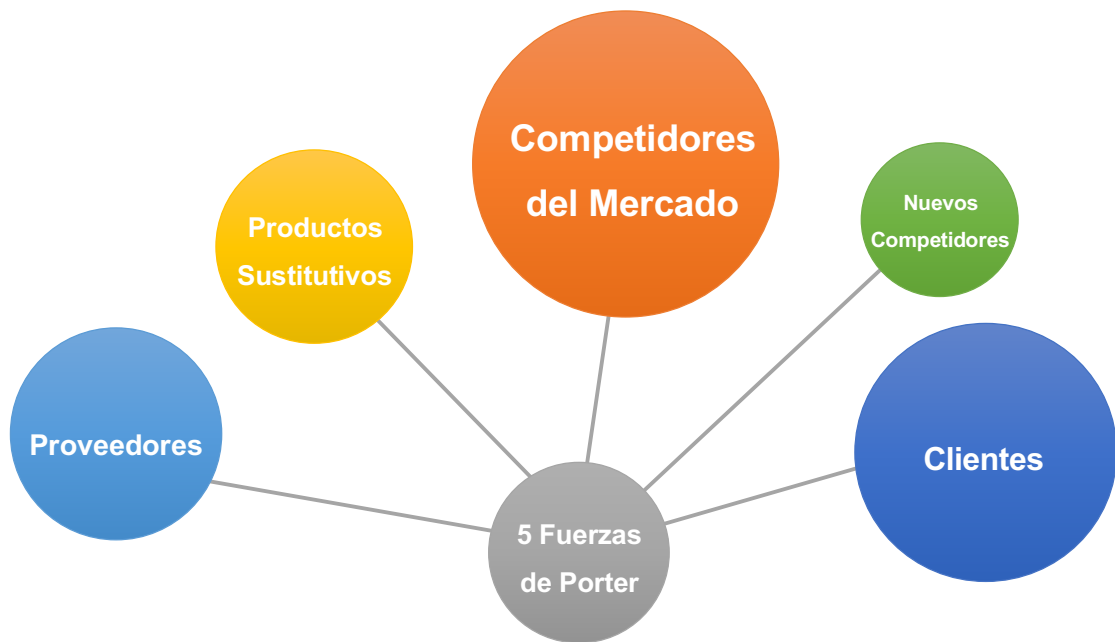 Competidores
del Mercado
Nuevos
Competidores
Productos
Sustitutivos
Proveedores
Clientes
5 Fuerzas
de Porter